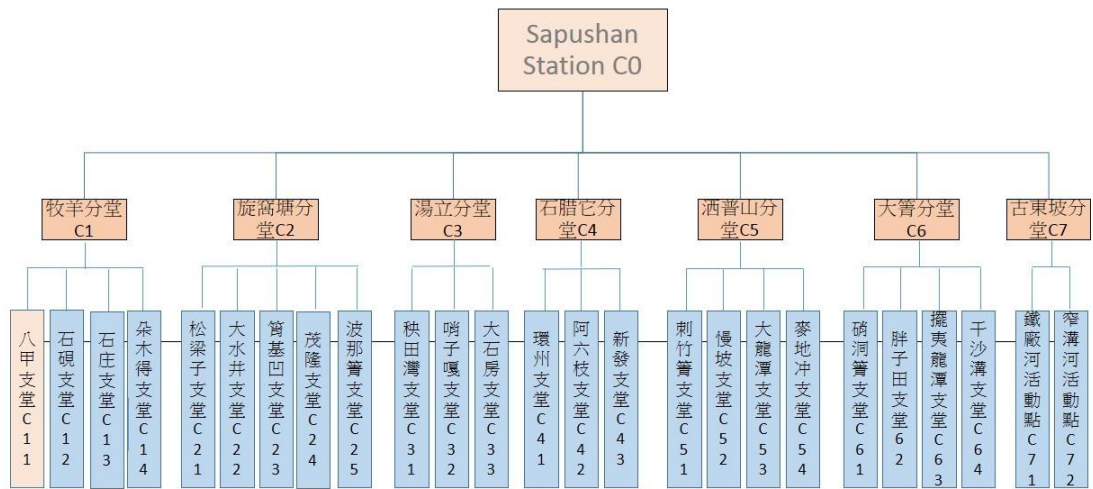 Sapushan
Station C0
牧羊分堂
C1
旋窩塘分
堂C2
湯立分堂
C3
石腊它分
堂C4
洒普山分
堂C5
大箐分堂
C6
古東坡分
堂C7
八甲支堂C11
石硯支堂C12
石庄支堂C13
朵木得支堂C14
松梁子支堂C21
大水井支堂C22
箐基凹支堂C23
茂隆支堂C24
波那箐支堂C25
秧田灣支堂C31
哨子嘎支堂C32
大石房支堂C33
環州支堂C41
阿六枝支堂C42
新發支堂C43
刺竹箐支堂C51
慢坡支堂C52
大龍潭支堂C53
麥地冲支堂C54
硝洞箐支堂C61
胖子田支堂62
擺夷龍潭支堂C63
干沙溝支堂C64
鐵廠河活動點C71
窄溝河活動點C72